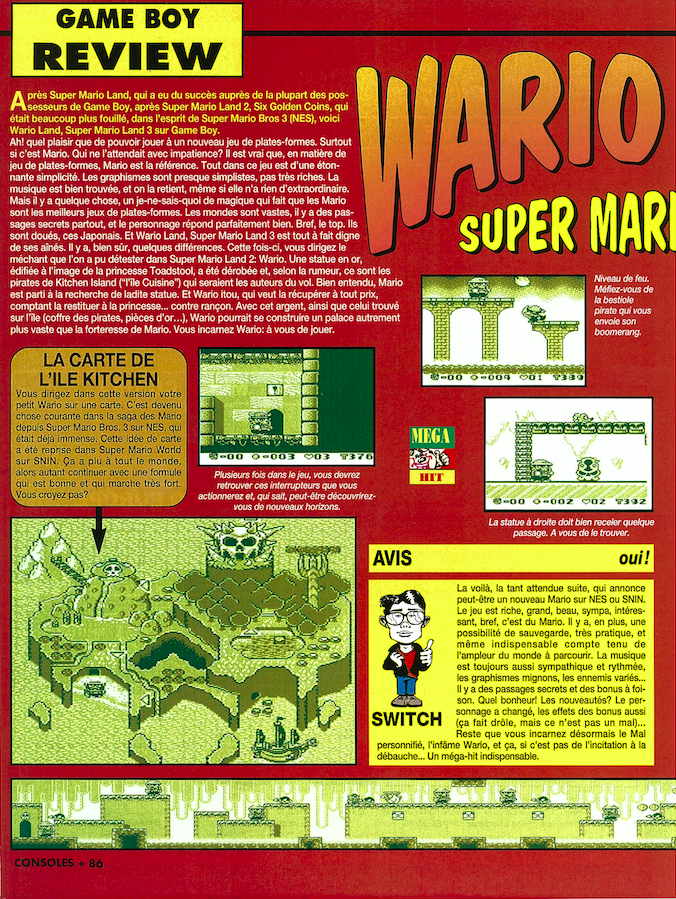 GAME BOY
REVIEW
WARIO
SUPER MARI
Après Super Mario Land, qui a eu du succès auprès de la plupart des pos-
sesseurs de Game Boy, après Super Mario Land 2, Six Golden Coins, qui
était beaucoup plus fouillé, dans l'esprit de Super Mario Bros 3 (NES), voici
Wario Land, Super Mario Land 3 sur Game Boy.
Ah! quel plaisir que de pouvoir jouer à un nouveau jeu de plates-formes. Surtout
si c'est Mario. Qui ne l'attendait avec impatience? Il est vrai que, en matière de
jeu de plates-formes, Mario est la référence. Tout dans ce jeu est d'une éton-
nante simplicité. Les graphismes sont presque simplistes, pas très riches. La
musique est bien trouvée, et on la retient, même si elle n'a rien d'extraordinaire.
Mais il y a quelque chose, un je-ne-sais-quoi de magique qui fait que les Mario
sont les meilleurs jeux de plates-formes. Les mondes sont vastes, il y a des pas-
sages secrets partout, et le personnage répond parfaitement bien. Bref, le top. Ils
sont doués, ces Japonais. Et Wario Land, Super Mario Land 3 est tout à fait digne
de ses aînés. Il y a, bien sûr, quelques différences. Cette fois-ci, vous dirigez le
méchant que l'on a pu détester dans Super Mario Land 2: Wario. Une statue en or,
édifiée à l'image de la princesse Toadstool, a été dérobée et, selon la rumeur, ce sont les
pirates de Kitchen Island ("l'île Cuisine") qui seraient les auteurs du vol. Bien entendu, Mario
est parti à la recherche de ladite statue. Et Wario itou, qui veut la récupérer à tout prix,
comptant la restituer à la princesse... contre rançon. Avec cet argent, ainsi que celui trouvé
sur l'île (coffre des pirates, pièces d'or...), Wario pourrait se construire un palace autrement
plus vaste que la forteresse de Mario. Vous incarnez Wario: à vous de jouer.
Niveau de feu.
Méfiez-vous de
la bestiole
pirate qui vous
envoie son
boomerang.
×00 004 ×01 389
LA CARTE DE
L'ILE KITCHEN
Vous dirigez dans cette version votre
petit Wario sur une carte. C'est devenu
chose courante dans la saga des Mario
depuis Super Mario Bros. 3 sur NES, qui
était déjà immense. Cette idée de carte
a été reprise dans Super Mario World
sur SNIN. Ça a plu à tout le monde,
alors autant continuer avec une formule
qui est bonne et qui marche très fort.
Vous croyez pas?
×00 003 ×03 376
Plusieurs fois dans le jeu, vous devrez
retrouver ces interrupteurs que vous
actionnerez et, qui sait, peut-être découvrirez-
vous de nouveaux horizons.
MEGA
HIT
×00 002 ×02 392
La statue à droite doit bien receler quelque
passage. A vous de le trouver.
AVIS oui!
La voilà, la tant attendue suite, qui annonce
peut-être un nouveau Mario sur NES ou SNIN.
Le jeu est riche, grand, beau, sympa, intéres-
sant, bref, c'est du Mario. Il y a, en plus, une
possibilité de sauvegarde, très pratique, et
même indispensable compte tenu de
l'ampleur du monde à parcourir. La musique
est toujours aussi sympathique et rythmée,
les graphismes mignons, les ennemis variés...
Il y a des passages secrets et des bonus à foi-
son. Quel bonheur! Les nouveautés? Le per-
sonnage a changé, les effets des bonus aussi
(ça fait drôle, mais ce n'est pas un mal)...
Reste que vous incarnez désormais le Mal
personnifié, l'infâme Wario, et ça, si c'est pas de l'incitation à la
débauche... Un méga-hit indispensable.
SWITCH
CONSOLES + 86